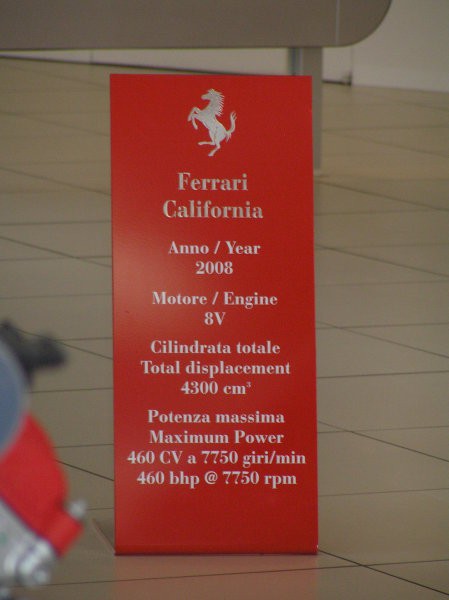 Ferrari
California
Anno / Year
2008
Motore / Engine
8V
Cilindrata totale
Total displacement
4300 cm³
Potenza massima
Maximum Power
460 CV a 7750 giri/min
460 bhp @ 7750 rpm